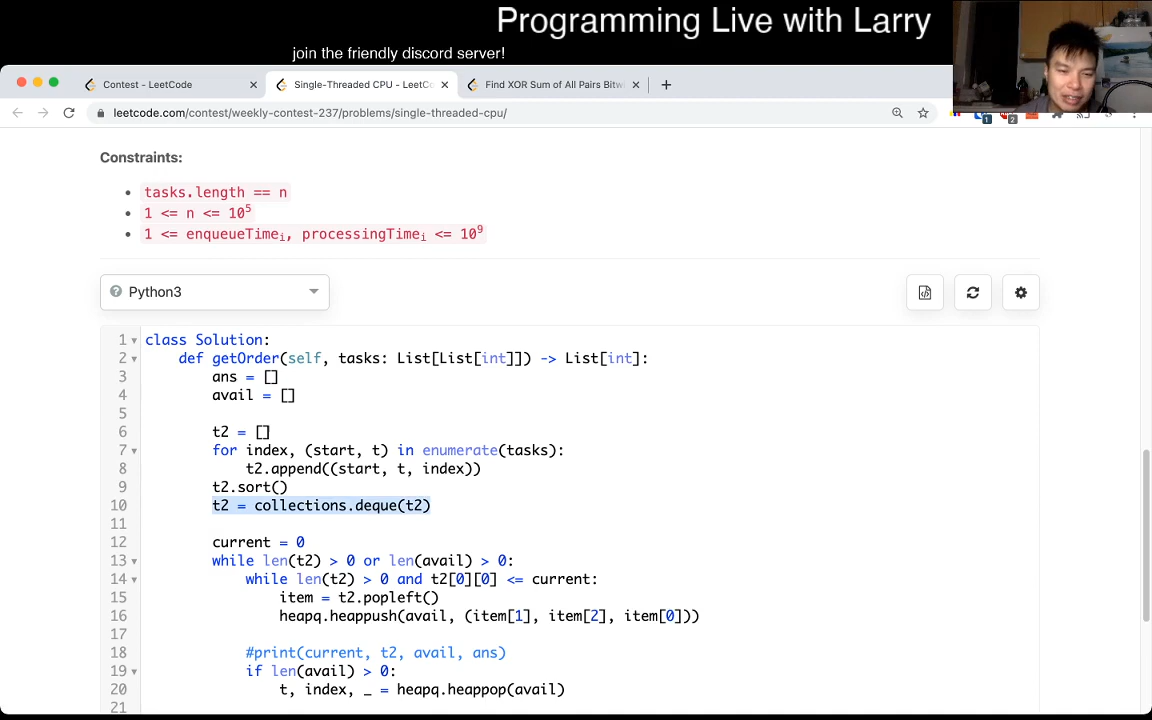 Programming Live with Larry
join the friendly discord server!
Contest - LeetCode
Single-Threaded CPU - LeetC
Find XOR Sum of All Pairs Bitwi
leetcode.com/contest/weekly-contest-237/problems/single-threaded-cpu/
1
2
Constraints:
tasks.length == n
1 <= n <= 10^5
1 <= enqueueTimei, processingTimei <= 10^9
Python3
1 class Solution:
2 def getOrder(self, tasks: List[List[int]]) -> List[int]:
3 ans = []
4 avail = []
5
6 t2 = []
7 for index, (start, t) in enumerate(tasks):
8 t2.append((start, t, index))
9 t2.sort()
10 t2 = collections.deque(t2)
11
12 current = 0
13 while len(t2) > 0 or len(avail) > 0:
14 while len(t2) > 0 and t2[0][0] <= current:
15 item = t2.popleft()
16 heapq.heappush(avail, (item[1], item[2], item[0]))
17
18 #print(current, t2, avail, ans)
19 if len(avail) > 0:
20 t, index, _ = heapq.heappop(avail)
21